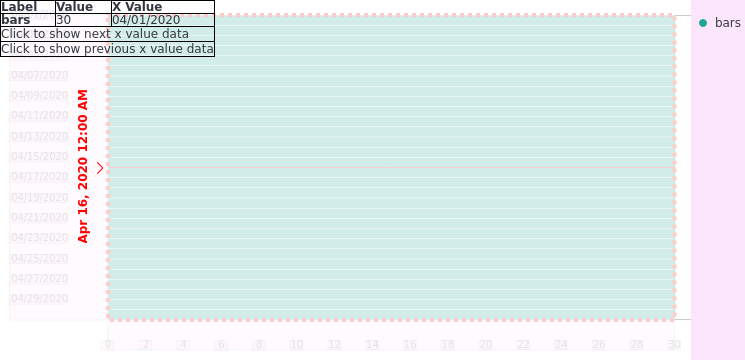 Label Value X Value
bars 30 04/01/2020
Click to show next x value data
Click to show previous x value data
bars
04/07/2020
04/09/2020
04/11/2020
04/13/2020
04/15/2020
04/17/2020
04/19/2020
04/21/2020
04/23/2020
04/25/2020
04/27/2020
04/29/2020
Apr 16, 2020 12:00 AM
0 2 4 6 8 10 12 14 16 18 20 22 24 26 28 30